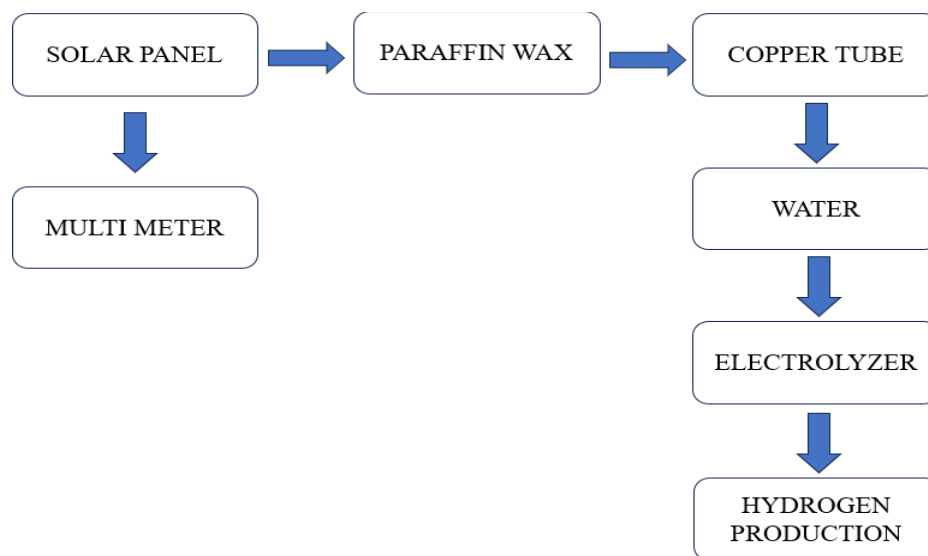 SOLAR PANEL
PARAFFIN WAX
COPPER TUBE
MULTI METER
WATER
ELECTROLYZER
HYDROGEN
PRODUCTION